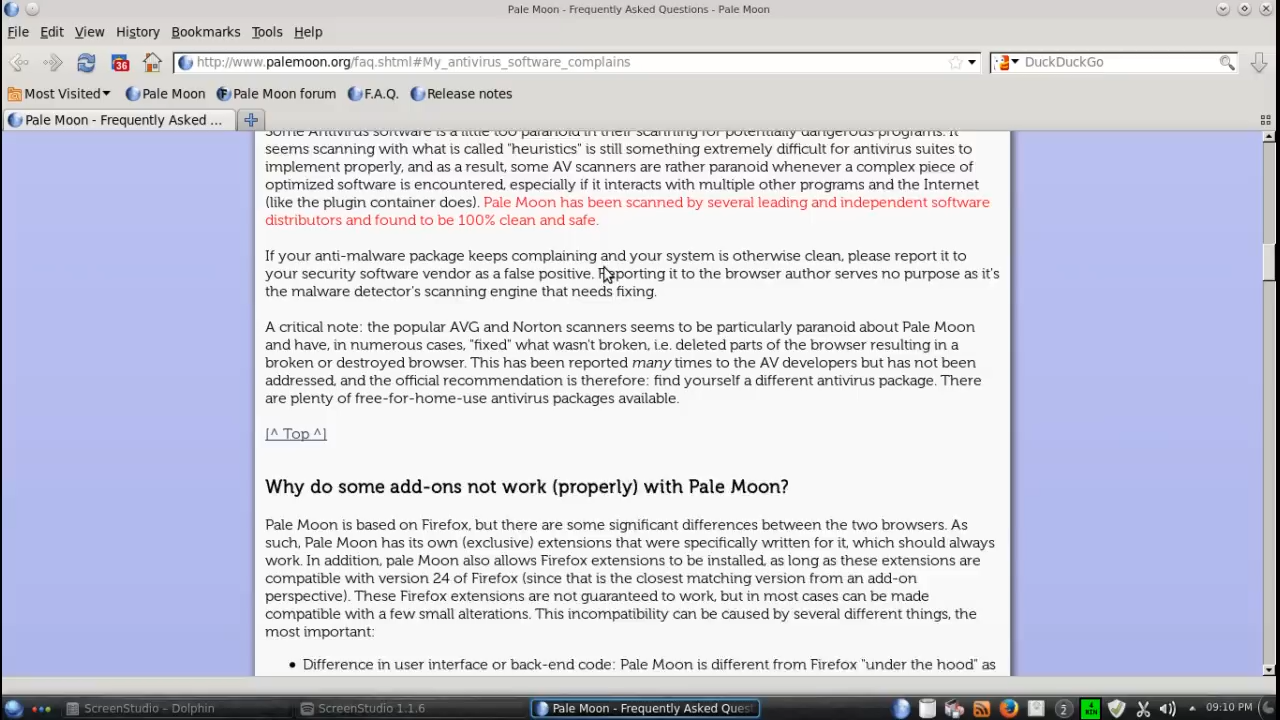 Pale Moon - Frequently Asked Questions - Pale Moon
File Edit View History Bookmarks Tools Help
36 http://www.palemoon.org/faq.shtml#My_antivirus_software_complains DuckDuckGo
Most Visited Pale Moon Pale Moon forum F.A.Q. Release notes
Pale Moon - Frequently Asked ...
Some Antivirus software is a little too paranoid in their scanning for potentially dangerous programs. It
seems scanning with what is called "heuristics" is still something extremely difficult for antivirus suites to
implement properly, and as a result, some AV scanners are rather paranoid whenever a complex piece of
optimized software is encountered, especially if it interacts with multiple other programs and the Internet
(like the plugin container does). Pale Moon has been scanned by several leading and independent software
distributors and found to be 100% clean and safe.
If your anti-malware package keeps complaining and your system is otherwise clean, please report it to
your security software vendor as a false positive. Reporting it to the browser author serves no purpose as it's
the malware detector's scanning engine that needs fixing.
A critical note: the popular AVG and Norton scanners seems to be particularly paranoid about Pale Moon
and have, in numerous cases, "fixed" what wasn't broken, i.e. deleted parts of the browser resulting in a
broken or destroyed browser. This has been reported many times to the AV developers but has not been
addressed, and the official recommendation is therefore: find yourself a different antivirus package. There
are plenty of free-for-home-use antivirus packages available.
[^ Top ^]
Why do some add-ons not work (properly) with Pale Moon?
Pale Moon is based on Firefox, but there are some significant differences between the two browsers. As
such, Pale Moon has its own (exclusive) extensions that were specifically written for it, which should always
work. In addition, pale Moon also allows Firefox extensions to be installed, as long as these extensions are
compatible with version 24 of Firefox (since that is the closest matching version from an add-on
perspective). These Firefox extensions are not guaranteed to work, but in most cases can be made
compatible with a few small alterations. This incompatibility can be caused by several different things, the
most important:
• Difference in user interface or back-end code: Pale Moon is different from Firefox "under the hood" as
ScreenStudio – Dolphin ScreenStudio 1.1.6 Pale Moon - Frequently Asked Quest 2 09:10 PM